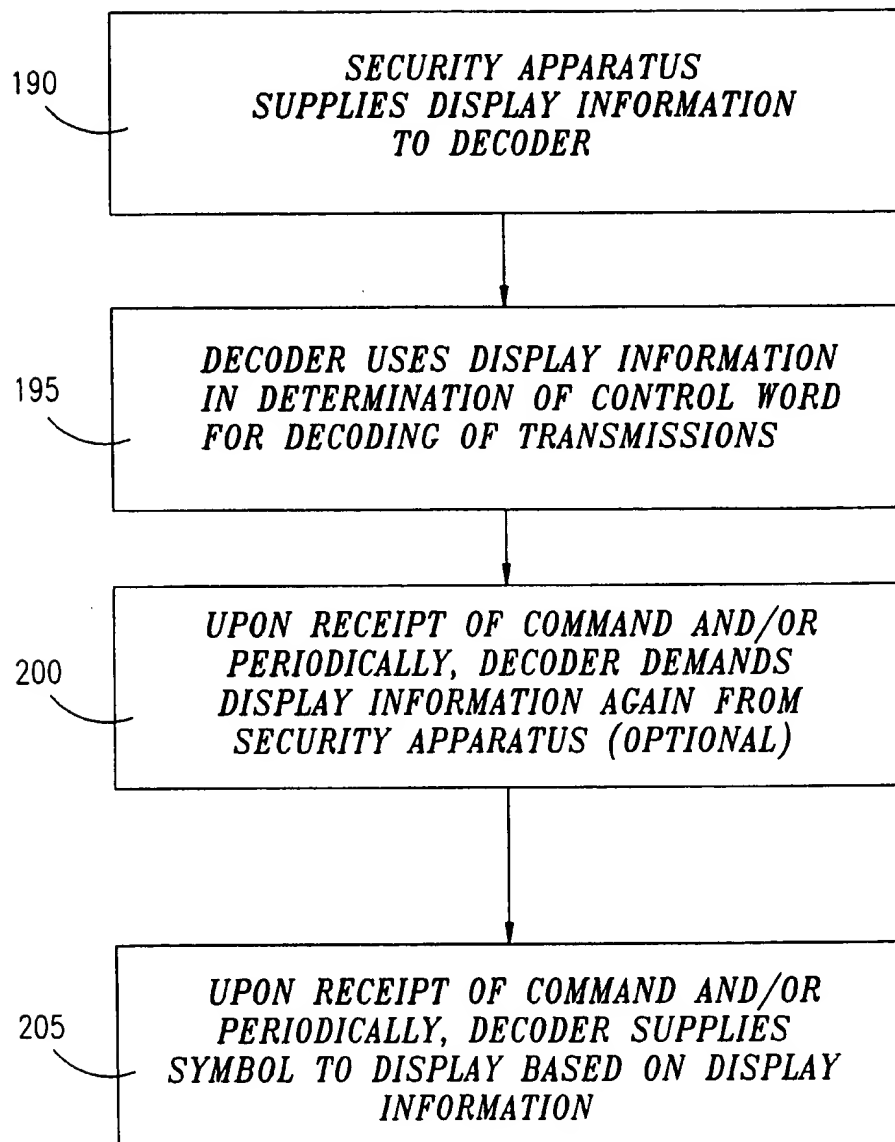 190
SECURITY APPARATUS
SUPPLIES DISPLAY INFORMATION
TO DECODER
195
DECODER USES DISPLAY INFORMATION
IN DETERMINATION OF CONTROL WORD
FOR DECODING OF TRANSMISSIONS
200
UPON RECEIPT OF COMMAND AND/OR
PERIODICALLY, DECODER DEMANDS
DISPLAY INFORMATION AGAIN FROM
SECURITY APPARATUS (OPTIONAL)
205
UPON RECEIPT OF COMMAND AND/OR
PERIODICALLY, DECODER SUPPLIES
SYMBOL TO DISPLAY BASED ON DISPLAY
INFORMATION